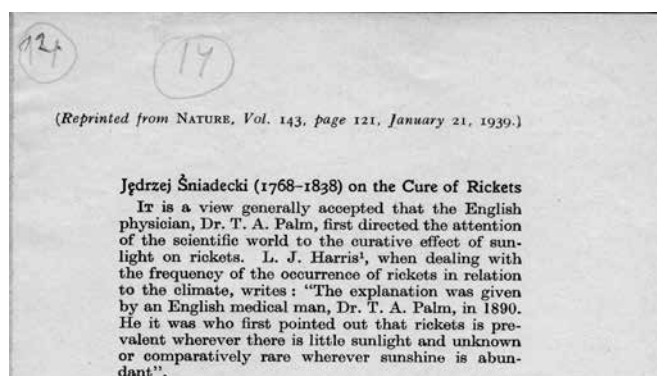 124
14
(Reprinted from NATURE, Vol. 143, page 121, January 21, 1939.)
Jędrzej Śniadecki (1768–1838) on the Cure of Rickets
IT is a view generally accepted that the English
physician, Dr. T. A. Palm, first directed the attention
of the scientific world to the curative effect of sun-
light on rickets. L. J. Harris¹, when dealing with
the frequency of the occurrence of rickets in relation
to the climate, writes : "The explanation was given
by an English medical man, Dr. T. A. Palm, in 1890.
He it was who first pointed out that rickets is pre-
valent wherever there is little sunlight and unknown
or comparatively rare wherever sunshine is abun-
dant".